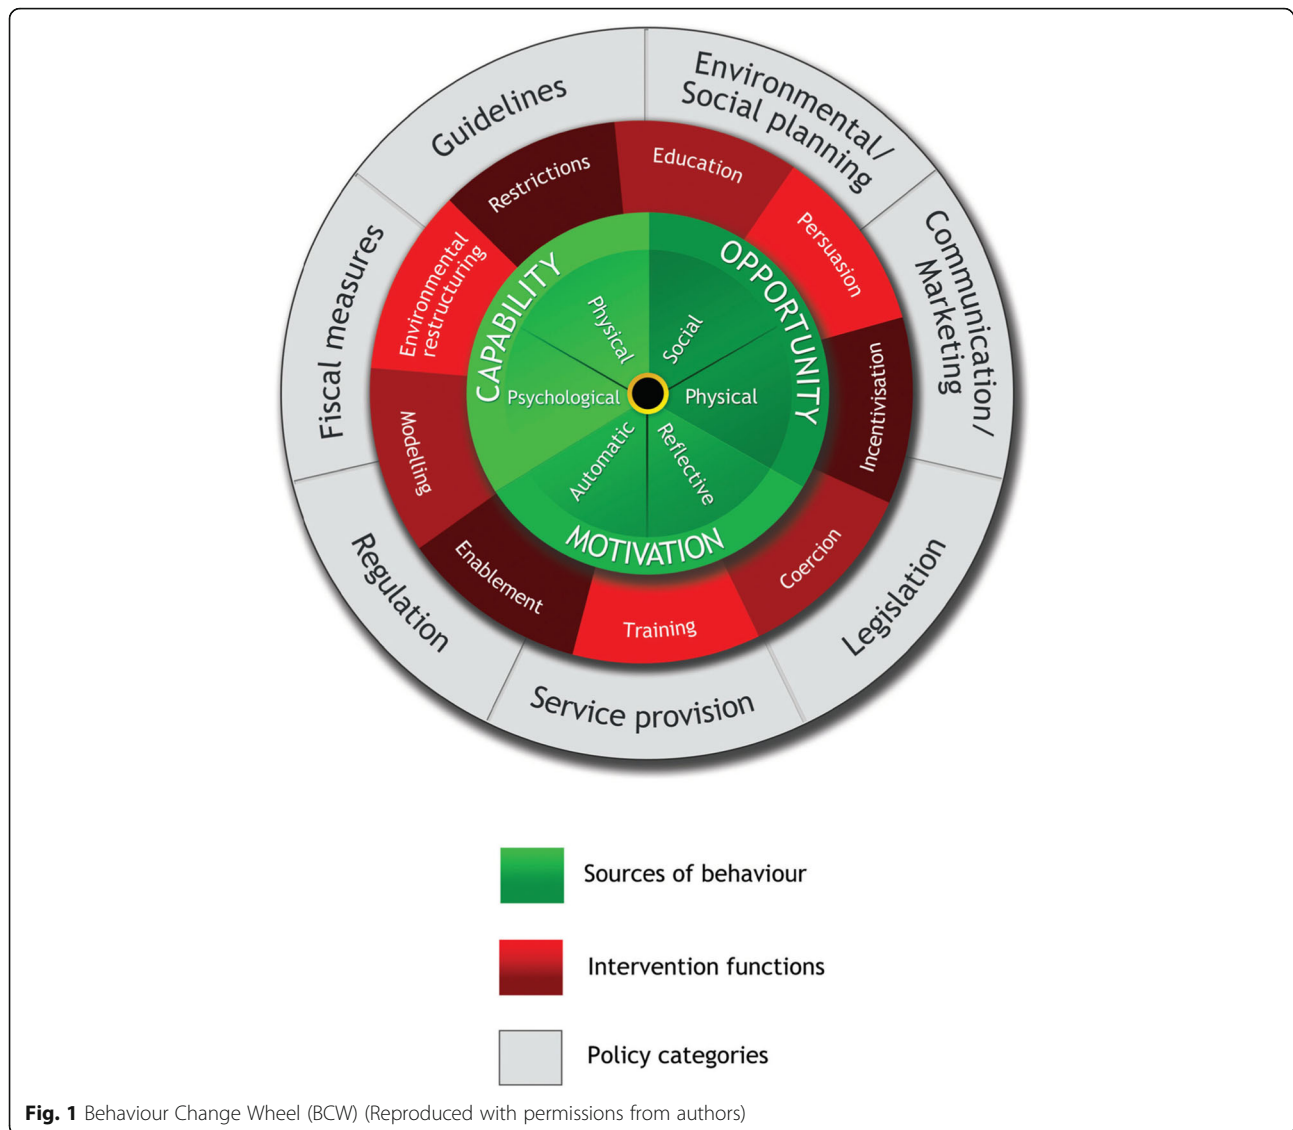 Guidelines
Environmental/
Social planning
Communication/
Marketing
Legislation
Service provision
Regulation
Fiscal measures
Restrictions
Education
Persuasion
Incentivisation
Coercion
Training
Enablement
Modelling
Environmental
restructuring
CAPABILITY
OPPORTUNITY
MOTIVATION
Physical
Social
Psychological
Physical
Automatic
Reflective
Sources of behaviour
Intervention functions
Policy categories
Fig. 1 Behaviour Change Wheel (BCW) (Reproduced with permissions from authors)